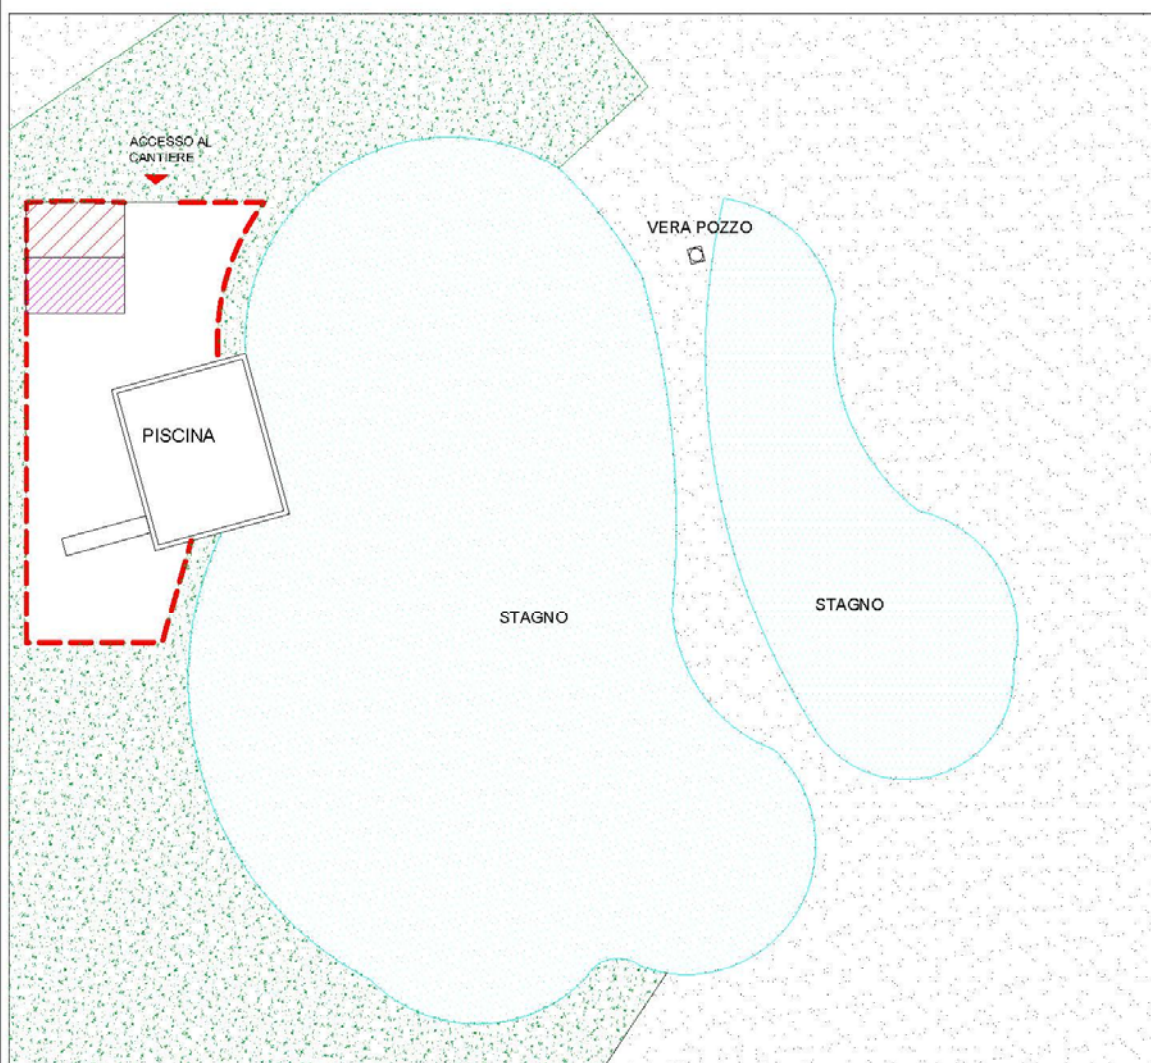 ACCESSO AL
CANTIERE
VERA POZZO
PISCINA
STAGNO
STAGNO